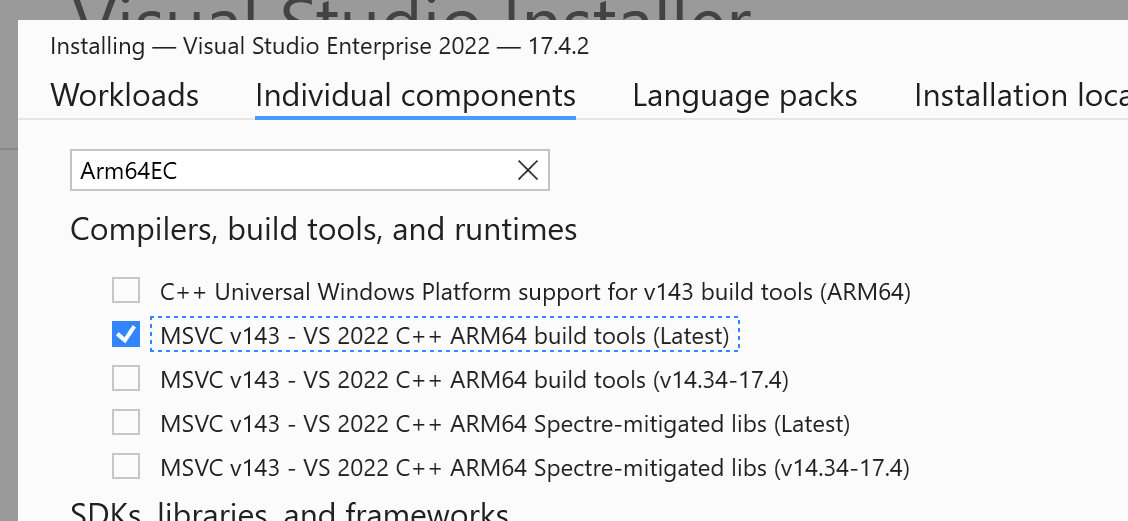 Visual Studio Installer
Installing — Visual Studio Enterprise 2022 — 17.4.2
Workloads Individual components Language packs Installation loca
Arm64EC
Compilers, build tools, and runtimes
C++ Universal Windows Platform support for v143 build tools (ARM64)
MSVC v143 - VS 2022 C++ ARM64 build tools (Latest)
MSVC v143 - VS 2022 C++ ARM64 build tools (v14.34-17.4)
MSVC v143 - VS 2022 C++ ARM64 Spectre-mitigated libs (Latest)
MSVC v143 - VS 2022 C++ ARM64 Spectre-mitigated libs (v14.34-17.4)
SDKs, libraries, and frameworks